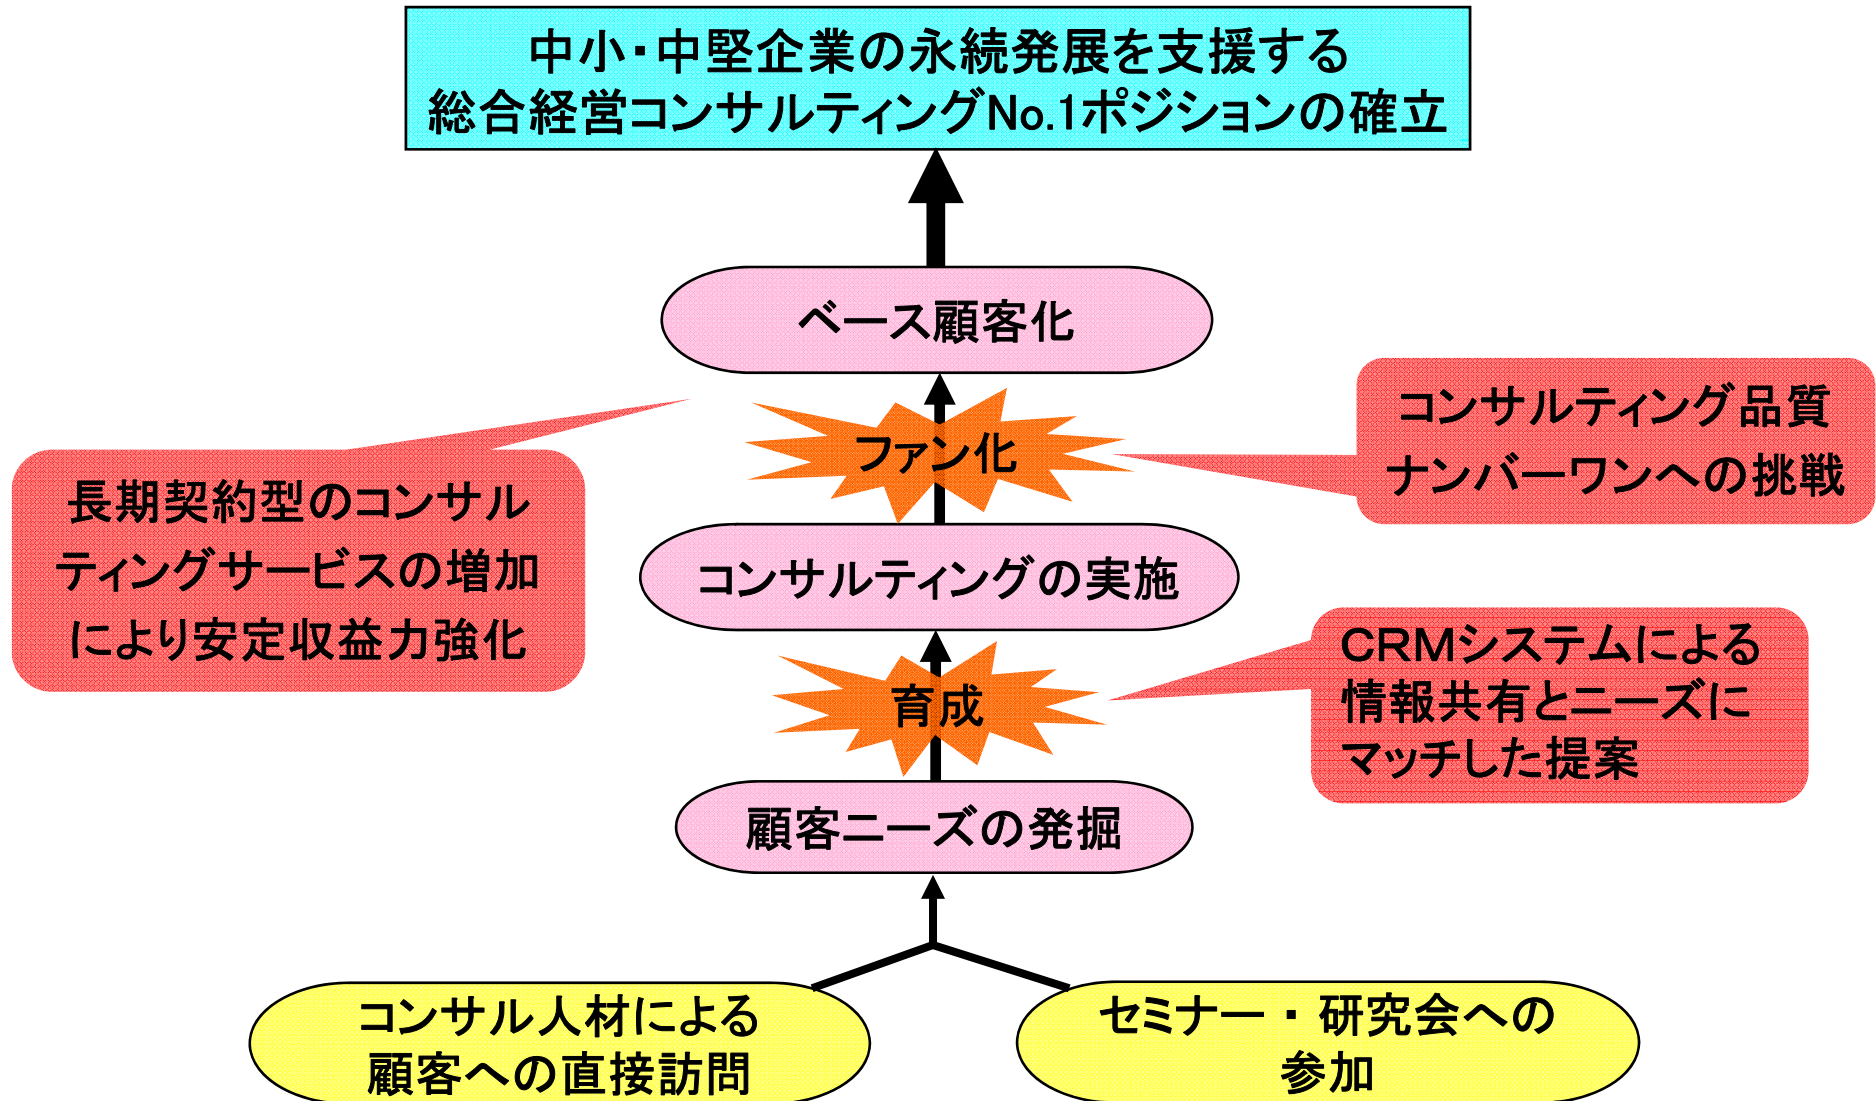 中小・中堅企業の永続発展を支援する
総合経営コンサルティングNo.1ポジションの確立
ベース顧客化
ファン化
コンサルティング品質
ナンバーワンへの挑戦
長期契約型のコンサル
ティングサービスの増加
により安定収益力強化
コンサルティングの実施
育成
CRMシステムによる
情報共有とニーズに
マッチした提案
顧客ニーズの発掘
コンサル人材による
顧客への直接訪問
セミナー・研究会への
参加